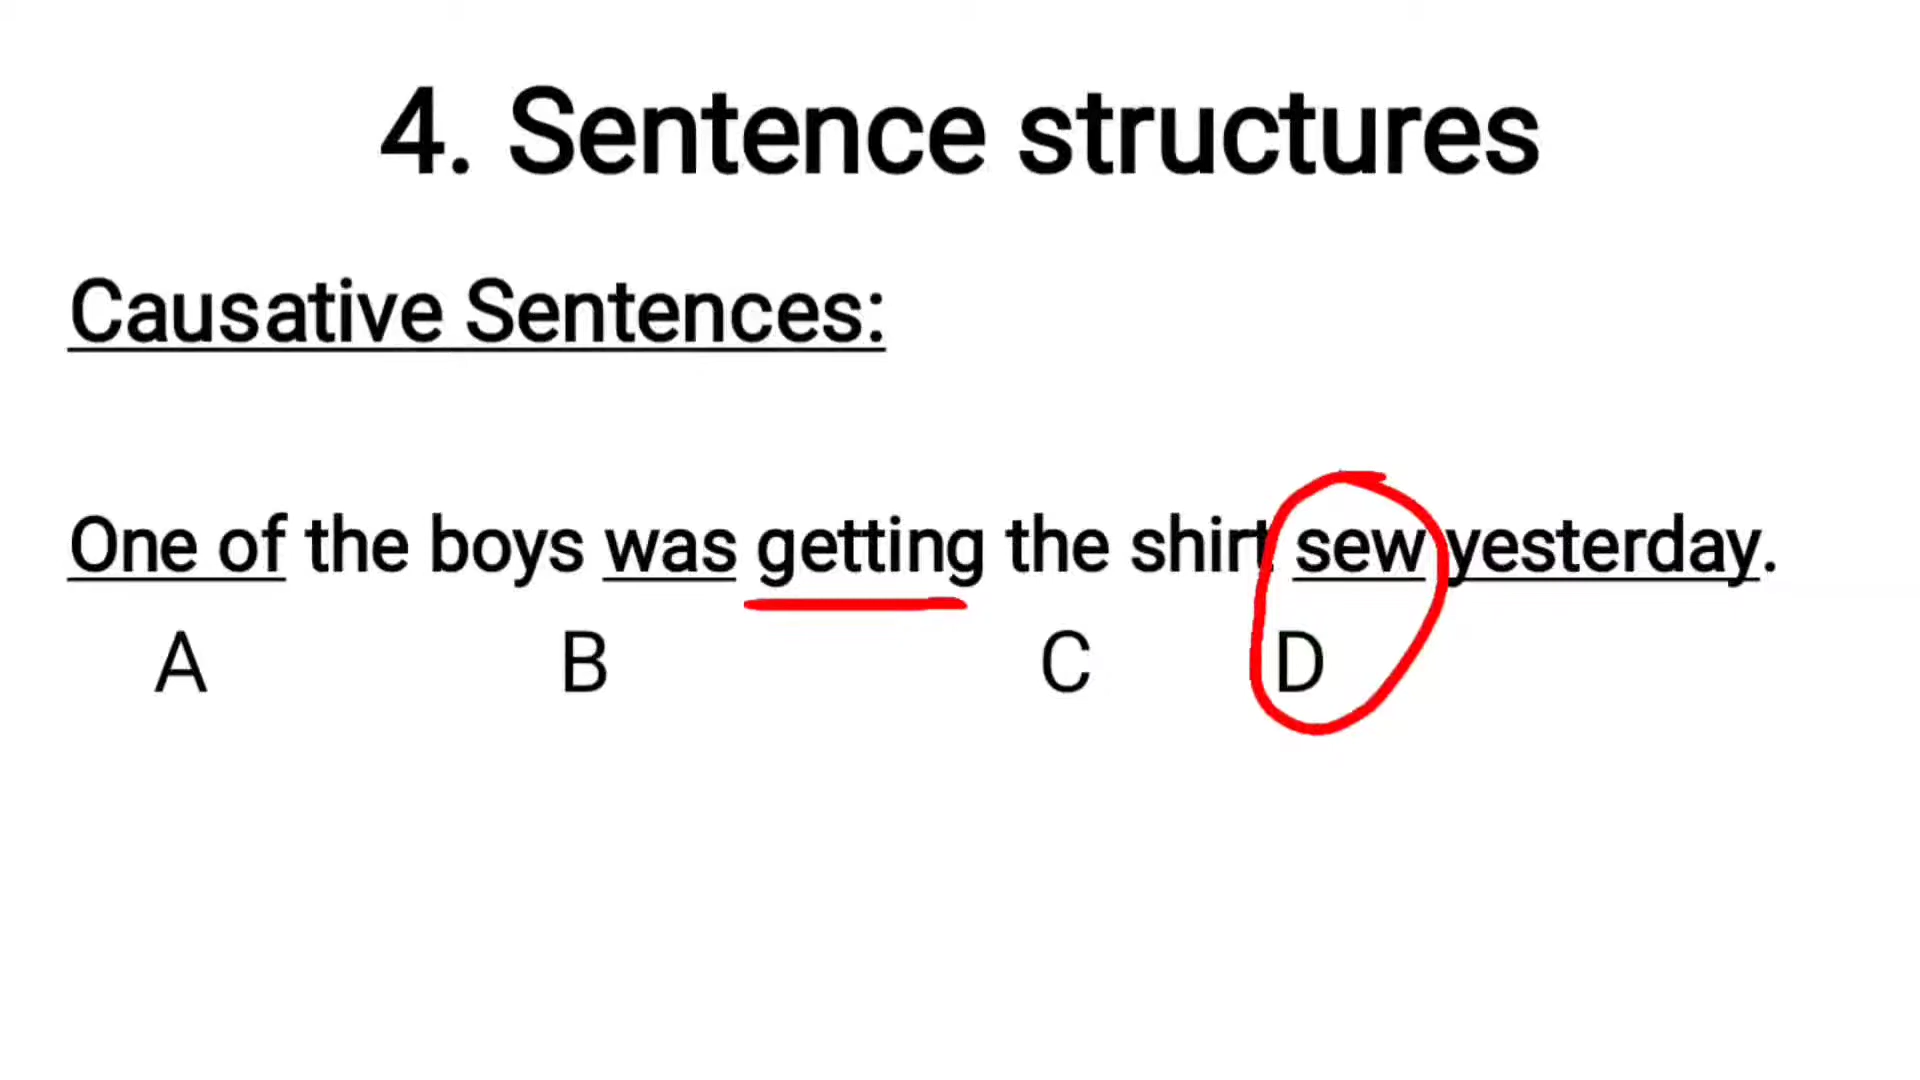 4. Sentence structures
Causative Sentences:
One of the boys was getting the shirt sew yesterday.
A B C D